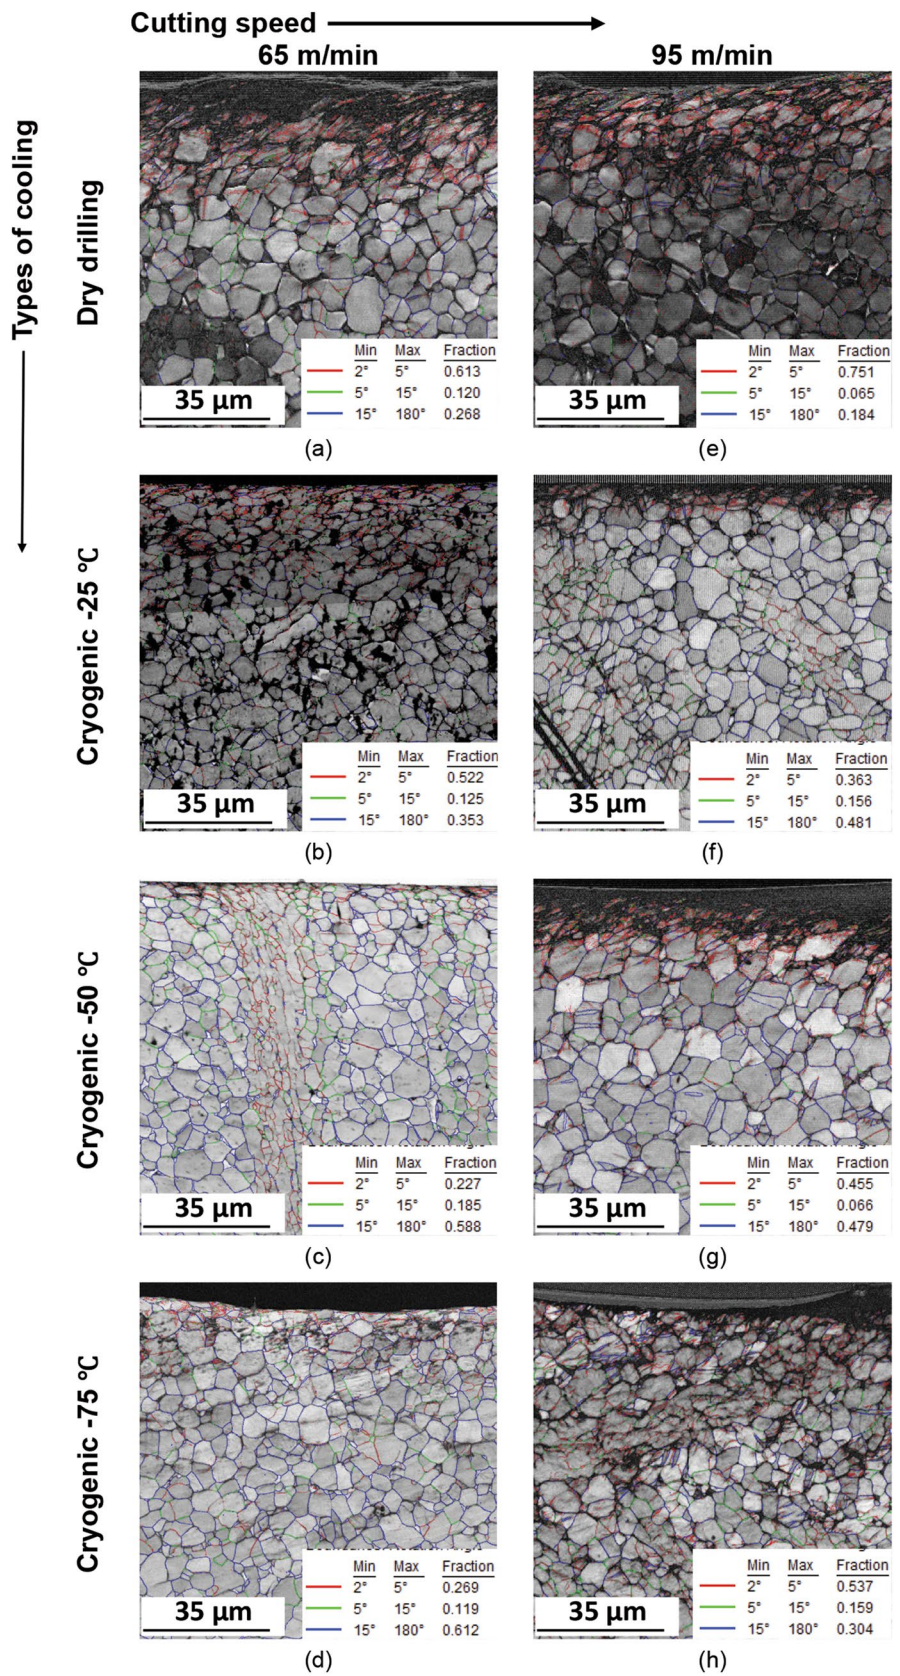 Cutting speed
65 m/min 95 m/min
Types of cooling
Dry drilling
Min Max Fraction
2° 5° 0.613
5° 15° 0.120
15° 180° 0.268
35 µm
(a)
Min Max Fraction
2° 5° 0.751
5° 15° 0.065
15° 180° 0.184
35 µm
(e)
Cryogenic -25 °C
Min Max Fraction
2° 5° 0.522
5° 15° 0.125
15° 180° 0.353
35 µm
(b)
Min Max Fraction
2° 5° 0.363
5° 15° 0.156
15° 180° 0.481
35 µm
(f)
Cryogenic -50 °C
Min Max Fraction
2° 5° 0.227
5° 15° 0.185
15° 180° 0.588
35 µm
(c)
Min Max Fraction
2° 5° 0.455
5° 15° 0.066
15° 180° 0.479
35 µm
(g)
Cryogenic -75 °C
Min Max Fraction
2° 5° 0.269
5° 15° 0.119
15° 180° 0.612
35 µm
(d)
Min Max Fraction
2° 5° 0.537
5° 15° 0.159
15° 180° 0.304
35 µm
(h)